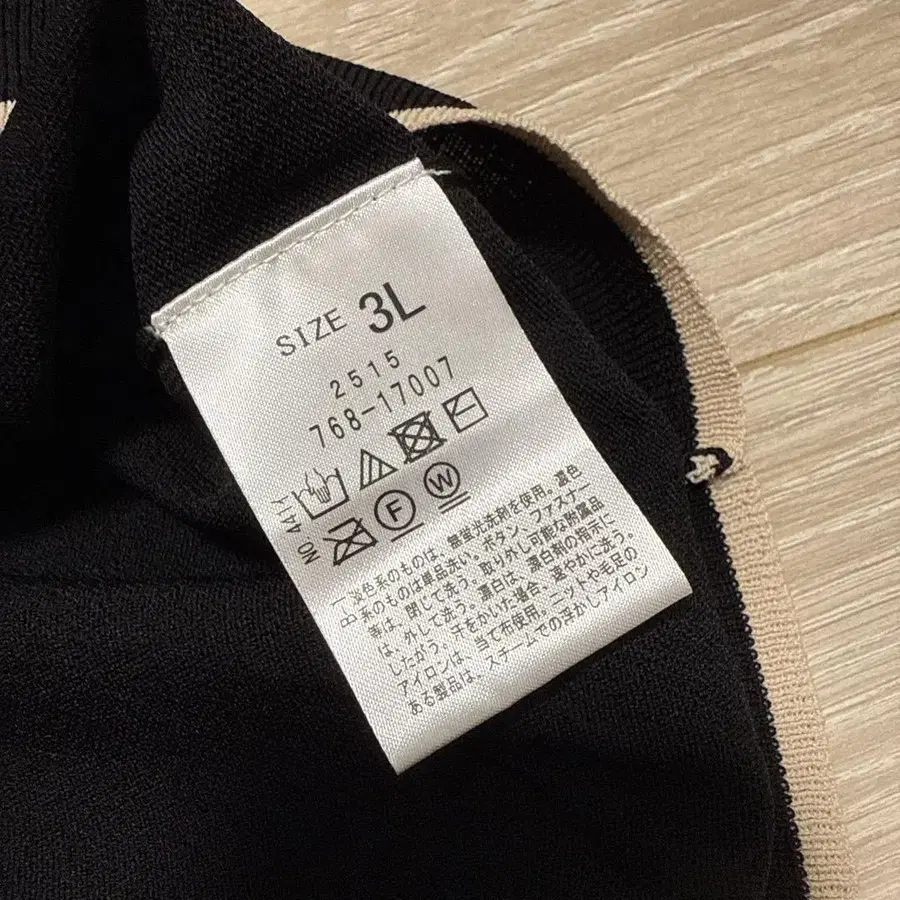 SIZE 3L
2515
768-17007
F W
NO 441
淡色系のものは、無蛍光洗剤を使用。濃色
系のものは単品洗い。ボタン、ファスナー
等は、閉じて洗う。取り外し可能な附属品
は、外して洗う。漂白は、漂白剤の指示に
したがう。汗をかいた場合、速やかに洗う。
アイロンは、当て布使用。ニットや毛足の
ある製品は、スチームでの浮かしアイロン